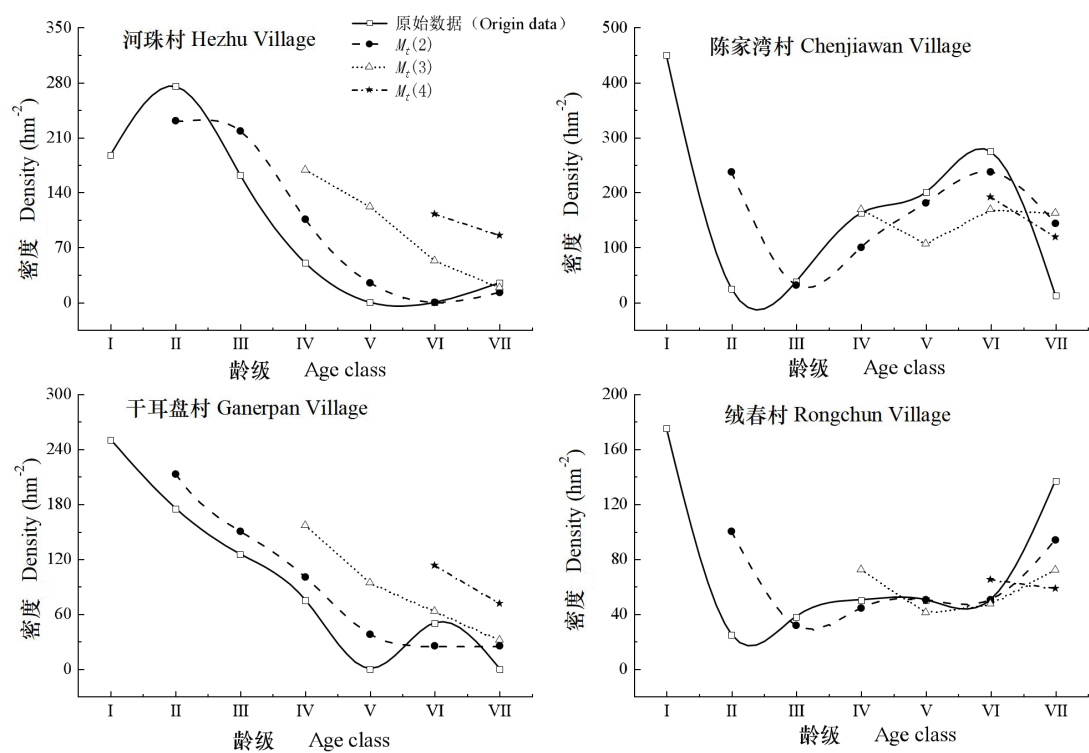 河珠村 Hezhu Village
原始数据（Origin data）
Mt(2)
Mt(3)
Mt(4)
密度 Density (hm-2)
350
280
210
140
70
0
I II III IV V VI VII
龄级 Age class
陈家湾村 Chenjiawan Village
密度 Density (hm-2)
500
400
300
200
100
0
I II III IV V VI VII
龄级 Age class
干耳盘村 Ganerpan Village
密度 Density (hm-2)
300
240
180
120
60
0
I II III IV V VI VII
龄级 Age class
绒春村 Rongchun Village
密度 Density (hm-2)
200
160
120
80
40
0
I II III IV V VI VII
龄级 Age class